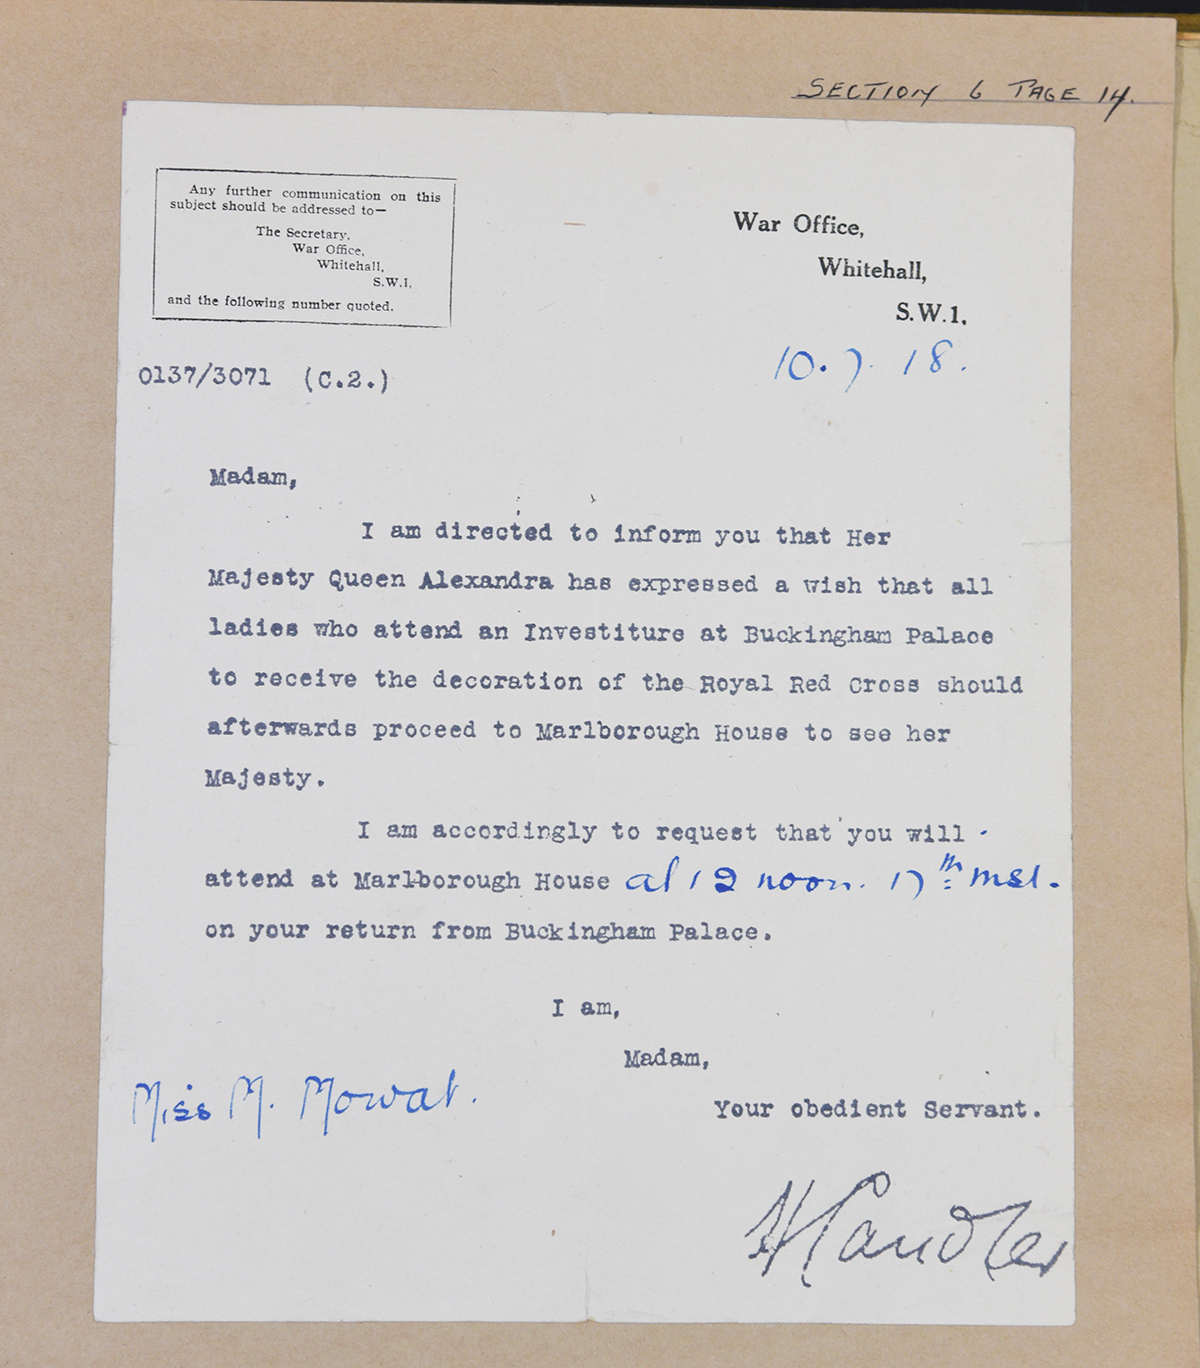 SECTION 6 PAGE 14.
Any further communication on this
subject should be addressed to—
The Secretary,
War Office,
Whitehall,
S.W.1,
and the following number quoted.
War Office,
Whitehall,
S.W.1.
10.7.18.
0137/3071 (C.2.)
Madam,
I am directed to inform you that Her
Majesty Queen Alexandra has expressed a wish that all
ladies who attend an Investiture at Buckingham Palace
to receive the decoration of the Royal Red Cross should
afterwards proceed to Marlborough House to see her
Majesty.
I am accordingly to request that you will
attend at Marlborough House at 12 noon. 17th inst.
on your return from Buckingham Palace.
I am,
Madam,
Your obedient Servant.
Miss M. Mowat.